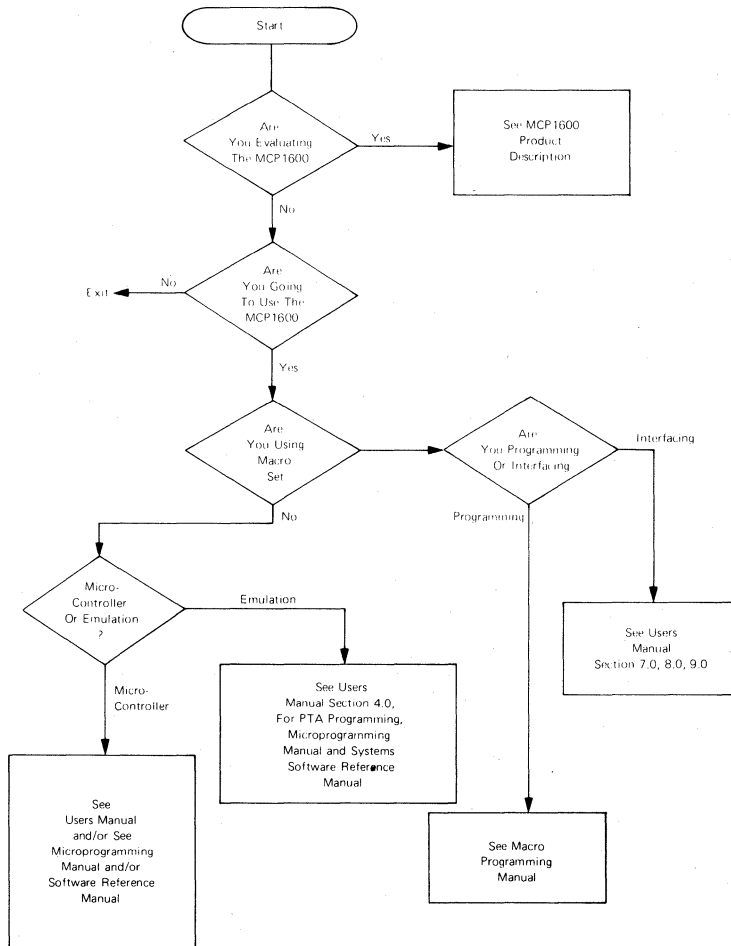 Start
Are
You Evaluating
The MCP1600
Yes
See MCP1600
Product
Description
No
Are
You Going
To Use The
MCP1600
No
Exit
Yes
Are
You Using
Macro
Set
Are
You Programming
Or Interfacing
Interfacing
No
Programming
Micro-
Controller
Or Emulation
?
Emulation
See Users
Manual
Section 7.0, 8.0, 9.0
Micro-
Controller
See Users
Manual Section 4.0,
For PTA Programming,
Microprogramming
Manual and Systems
Software Reference
Manual
See
Users Manual
and/or See
Microprogramming
Manual and/or
Software Reference
Manual
See Macro
Programming
Manual